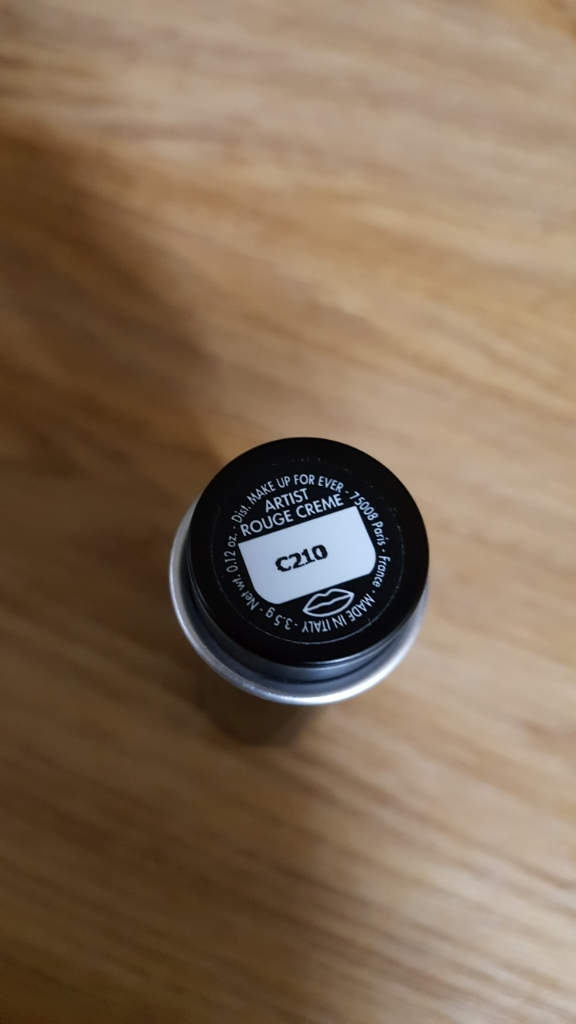 Net wt. 0.12 oz. · Dist. MAKE UP FOR EVER · 75008 Paris · France · MADE IN ITALY · 3.5 g ·
ARTIST
ROUGE CREME
C210